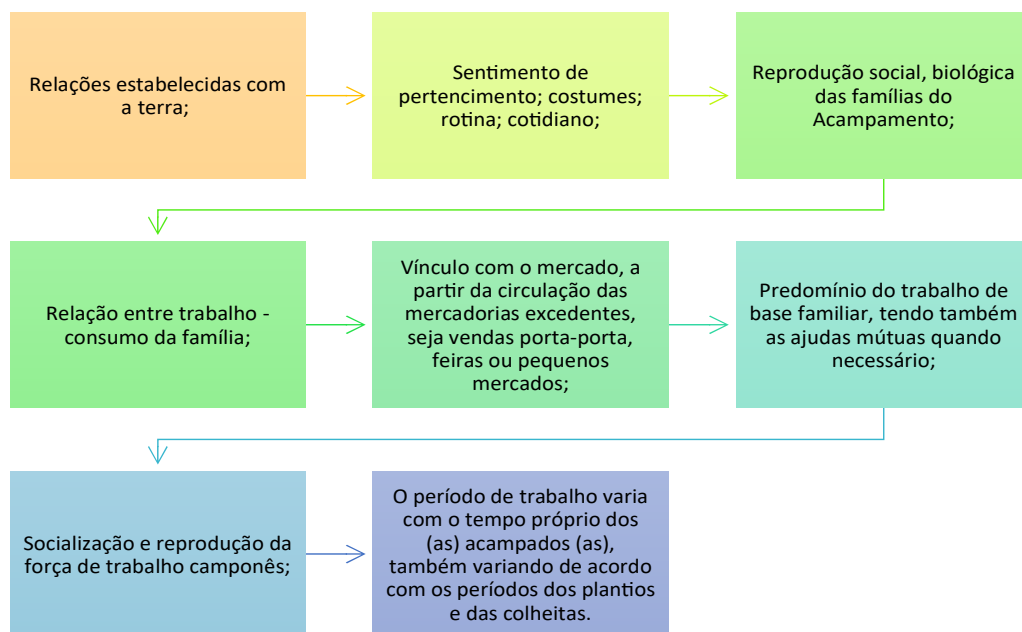 Relações estabelecidas com
a terra;
Sentimento de
pertencimento; costumes;
rotina; cotidiano;
Reprodução social, biológica
das famílias do
Acampamento;
Relação entre trabalho -
consumo da família;
Vínculo com o mercado, a
partir da circulação das
mercadorias excedentes,
seja vendas porta-porta,
feiras ou pequenos
mercados;
Predomínio do trabalho de
base familiar, tendo também
as ajudas mútuas quando
necessário;
Socialização e reprodução da
força de trabalho camponês;
O período de trabalho varia
com o tempo próprio dos
(as) acampados (as),
também variando de acordo
com os períodos dos plantios
e das colheitas.